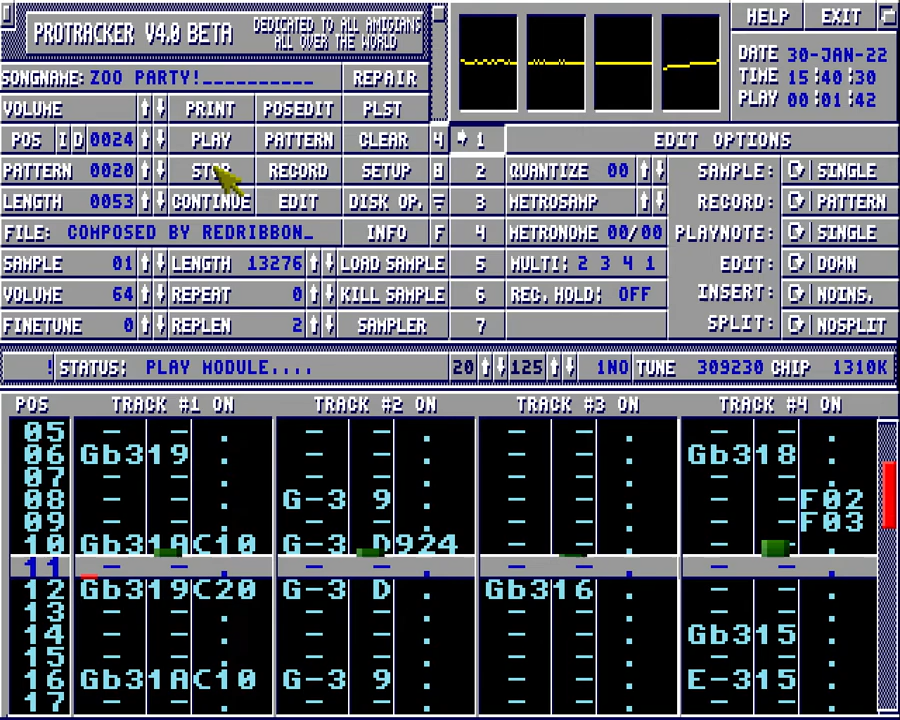 PROTRACKER V4.0 BETA
DEDICATED TO ALL AMIGIANS
ALL OVER THE WORLD
HELP EXIT
DATE 30-JAN-22
TIME 15:40:30
PLAY 00:01:42
SONGNAME: ZOO PARTY!__________ REPAIR
VOLUME PRINT POSEDIT PLST
POS I D 0024 PLAY PATTERN CLEAR 4 1 EDIT OPTIONS
PATTERN 0020 STOP RECORD SETUP 8 2 QUANTIZE 00 SAMPLE: SINGLE
LENGTH 0053 CONTINUE EDIT DISK OP. 3 METROSAMP RECORD: PATTERN
FILE: COMPOSED BY REDRIBBON_ INFO F 4 METRONOME 00/00 PLAYNOTE: SINGLE
SAMPLE 01 LENGTH 13276 LOAD SAMPLE 5 MULTI: 2 3 4 1 EDIT: DOWN
VOLUME 64 REPEAT 0 KILL SAMPLE 6 REC. HOLD: OFF INSERT: NOINS.
FINETUNE 0 REPLEN 2 SAMPLER 7 SPLIT: NOSPLIT
! STATUS: PLAY MODULE.... 20 125 1NO TUNE 309230 CHIP 1310K
POS TRACK #1 ON TRACK #2 ON TRACK #3 ON TRACK #4 ON
05 - - . - - . - - . - - .
06 Gb319 . - - . - - . Gb318 .
07 - - . - - . - - . - - .
08 - - . G-3 9 . - - . - - F02
09 - - . - - . - - . - - F03
10 Gb31AC10 G-3 D924 - - . - - .
11 - - . - - . - - . - - .
12 Gb319C20 G-3 D . Gb316 . - - .
13 - - . - - . - - . - - .
14 - - . - - . - - . Gb315 .
15 - - . - - . - - . - - .
16 Gb31AC10 G-3 9 . - - . E-315 .
17 - - . - - . - - . - - .